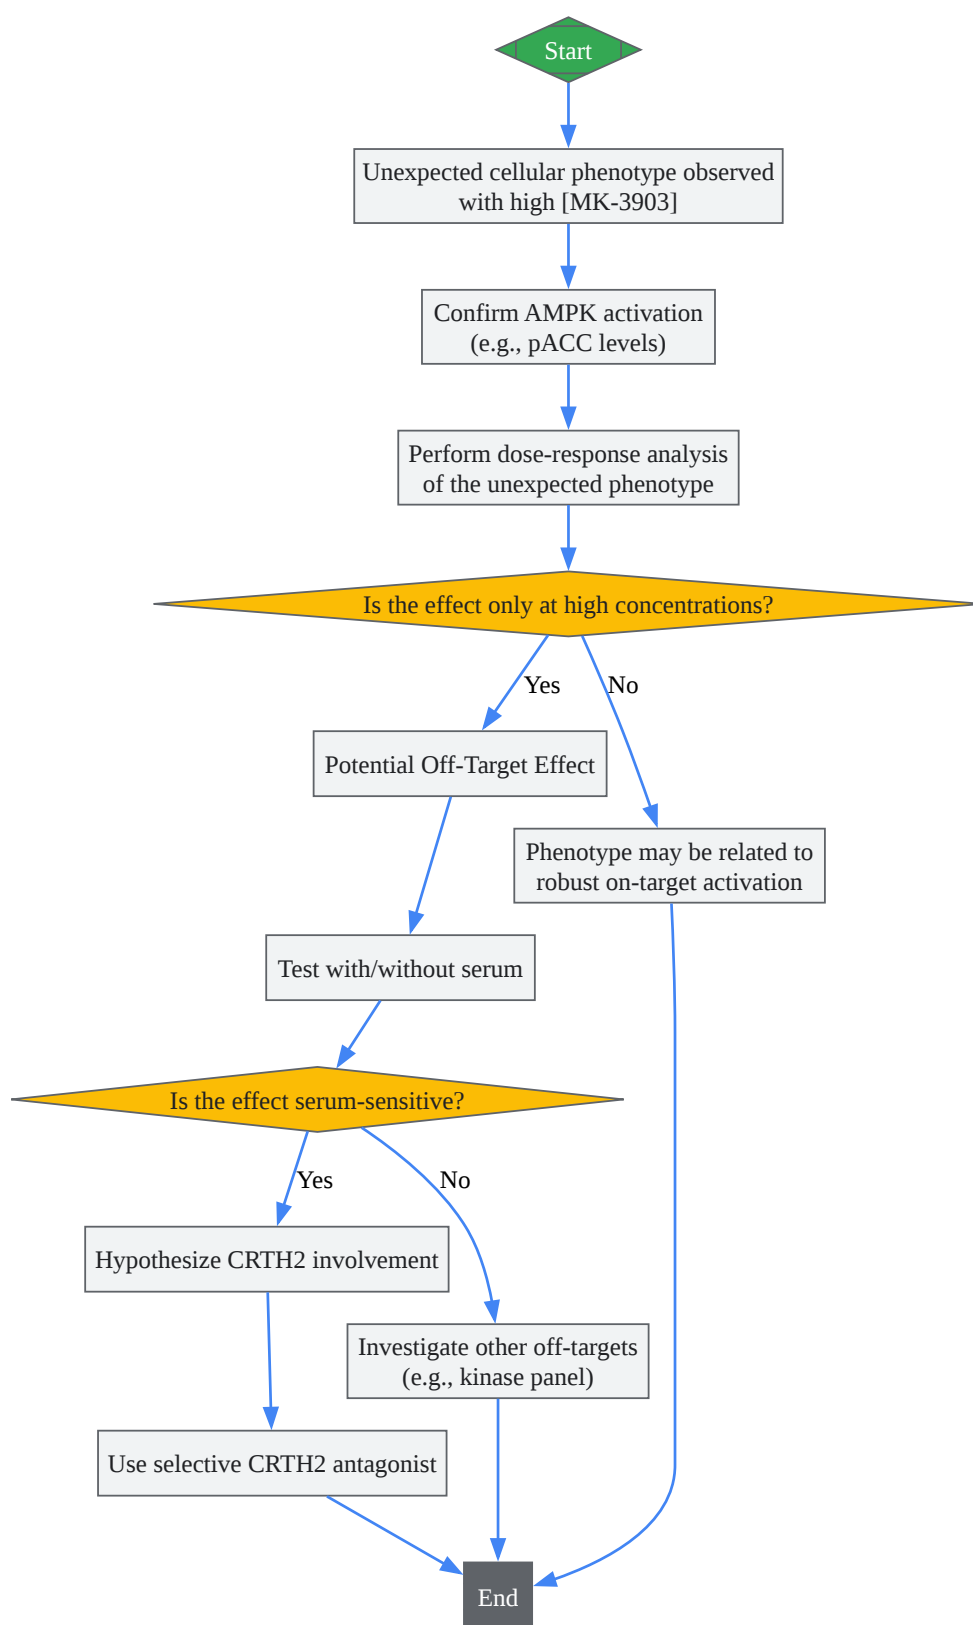 Start
Unexpected cellular phenotype observed
with high [MK-3903]
Confirm AMPK activation
(e.g., pACC levels)
Perform dose-response analysis
of the unexpected phenotype
Is the effect only at high concentrations?
Yes
No
Potential Off-Target Effect
Phenotype may be related to
robust on-target activation
Test with/without serum
Is the effect serum-sensitive?
Yes
No
Hypothesize CRTH2 involvement
Investigate other off-targets
(e.g., kinase panel)
Use selective CRTH2 antagonist
End